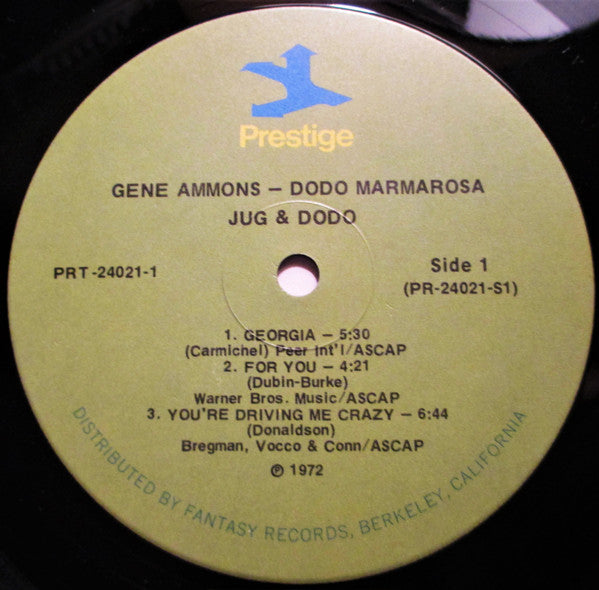 Prestige
GENE AMMONS – DODO MARMAROSA
JUG & DODO
PRT-24021-1
Side 1
(PR-24021-S1)
1. GEORGIA – 5:30
(Carmichel) Peer Int'l/ASCAP
2. FOR YOU – 4:21
(Dubin-Burke)
Warner Bros. Music/ASCAP
3. YOU'RE DRIVING ME CRAZY – 6:44
(Donaldson)
Bregman, Vocco & Conn/ASCAP
℗ 1972
DISTRIBUTED BY FANTASY RECORDS, BERKELEY, CALIFORNIA